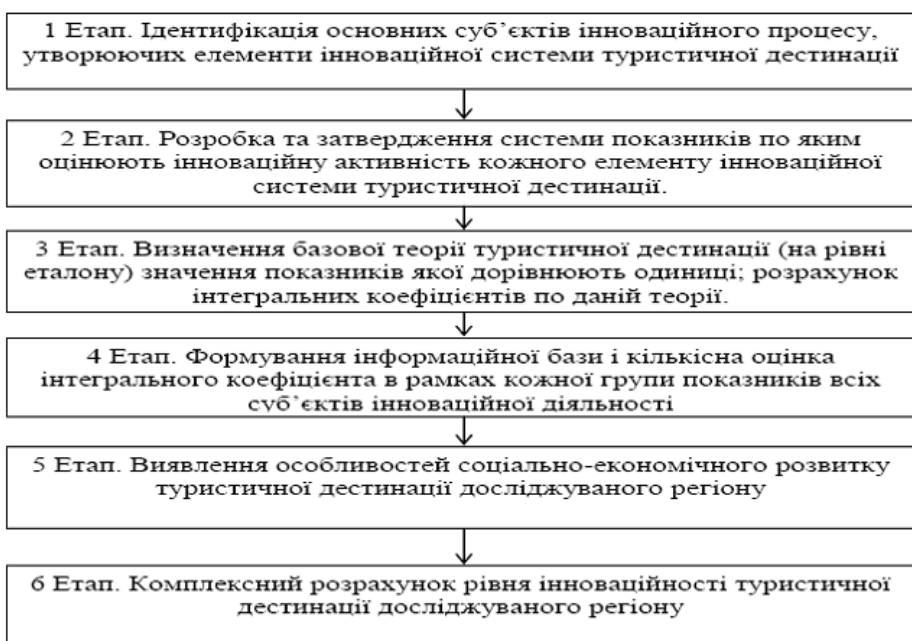 1 Етап. Ідентифікація основних суб’єктів інноваційного процесу,
утворюючих елементи інноваційної системи туристичної дестинації
2 Етап. Розробка та затвердження системи показників по яким
оцінюють інноваційну активність кожного елементу інноваційної
системи туристичної дестинації.
3 Етап. Визначення базової теорії туристичної дестинації (на рівні
еталону) значення показників якої дорівнюють одиниці; розрахунок
інтегральних коефіцієнтів по даній теорії.
4 Етап. Формування інформаційної бази і кількісна оцінка
інтегрального коефіцієнта в рамках кожної групи показників всіх
суб’єктів інноваційної діяльності
5 Етап. Виявлення особливостей соціально-економічного розвитку
туристичної дестинації досліджуваного регіону
6 Етап. Комплексний розрахунок рівня інноваційності туристичної
дестинації досліджуваного регіону